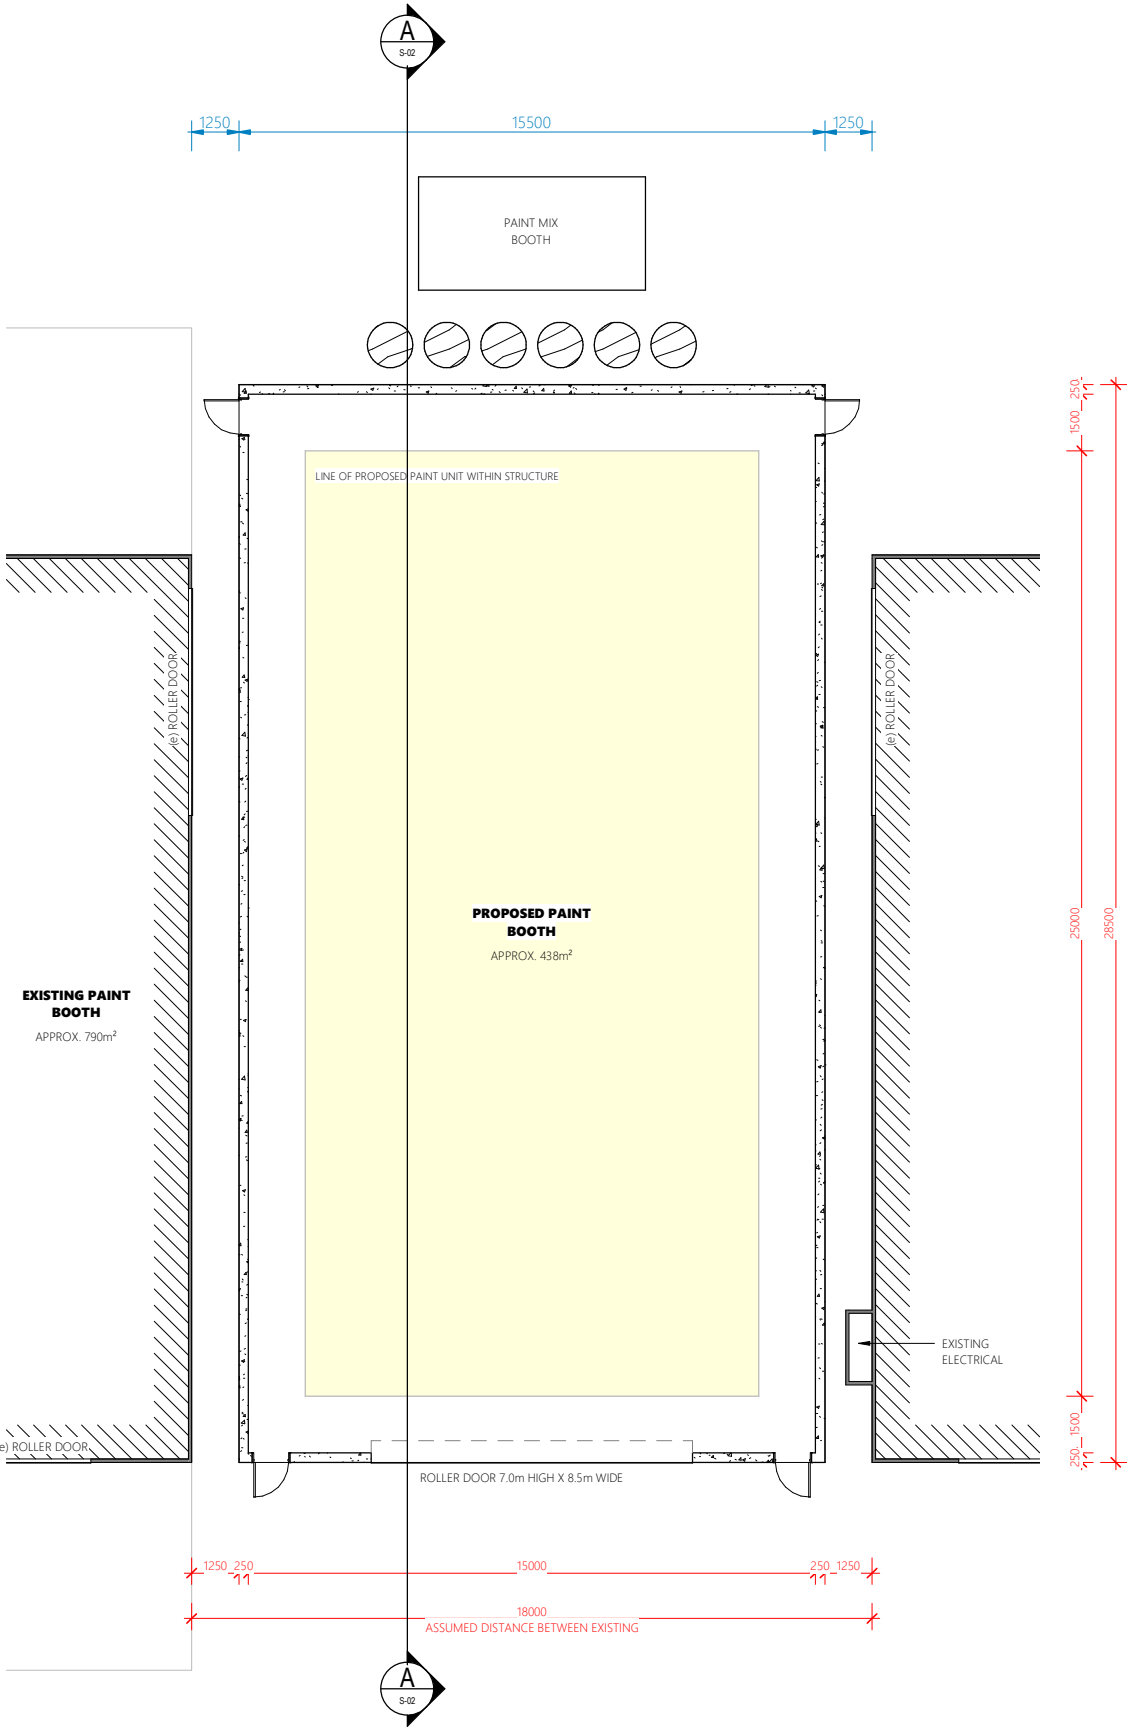 A
S-02
1250
15500
1250
PAINT MIX
BOOTH
250
1500
LINE OF PROPOSED PAINT UNIT WITHIN STRUCTURE
(e) ROLLER DOOR
(e) ROLLER DOOR
PROPOSED PAINT
BOOTH
APPROX. 438m²
25000
28500
EXISTING PAINT
BOOTH
APPROX. 790m²
EXISTING
ELECTRICAL
1500
250
e) ROLLER DOOR
ROLLER DOOR 7.0m HIGH X 8.5m WIDE
1250
250
15000
250
1250
18000
ASSUMED DISTANCE BETWEEN EXISTING
A
S-02